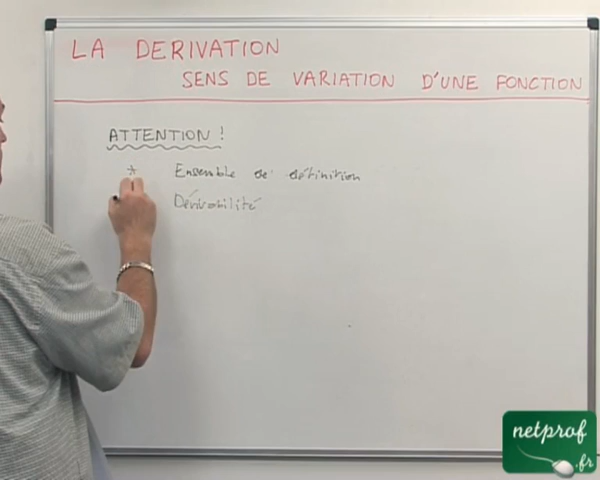 LA DERIVATION
SENS DE VARIATION D'UNE FONCTION
ATTENTION !
* Ensemble de définition
Dérivabilité
netprof
.fr